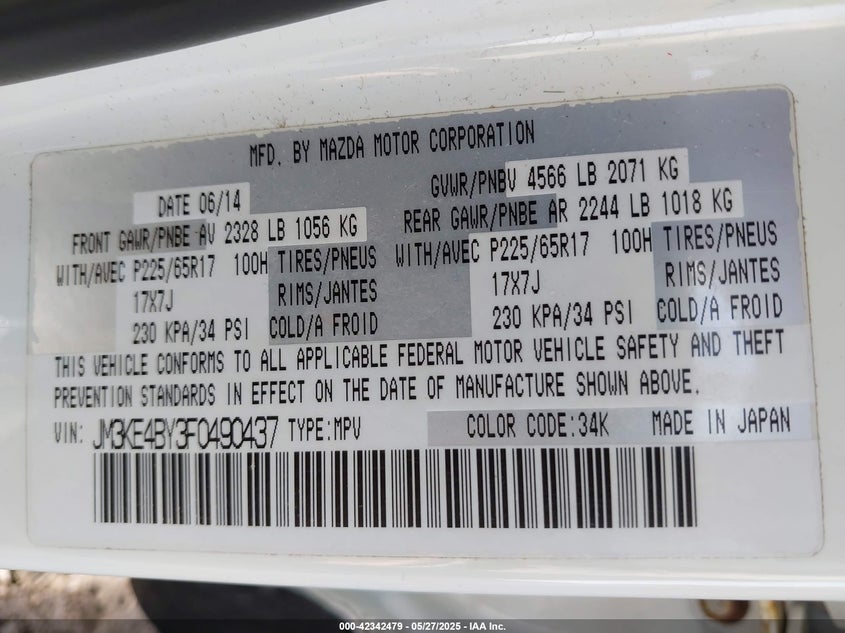 MFD. BY MAZDA MOTOR CORPORATION
DATE 06/14 GVWR/PNBV 4566 LB 2071 KG
FRONT GAWR/PNBE AV 2328 LB 1056 KG REAR GAWR/PNBE AR 2244 LB 1018 KG
WITH/AVEC P225/65R17 100H TIRES/PNEUS WITH/AVEC P225/65R17 100H TIRES/PNEUS
17X7J RIMS/JANTES 17X7J RIMS/JANTES
230 KPA/34 PSI COLD/A FROID 230 KPA/34 PSI COLD/A FROID
THIS VEHICLE CONFORMS TO ALL APPLICABLE FEDERAL MOTOR VEHICLE SAFETY AND THEFT
PREVENTION STANDARDS IN EFFECT ON THE DATE OF MANUFACTURE SHOWN ABOVE.
VIN: JM3KE4BY3F0490437 TYPE:MPV COLOR CODE:34K MADE IN JAPAN
000-42342479 — 05/27/2025 — IAA Inc.